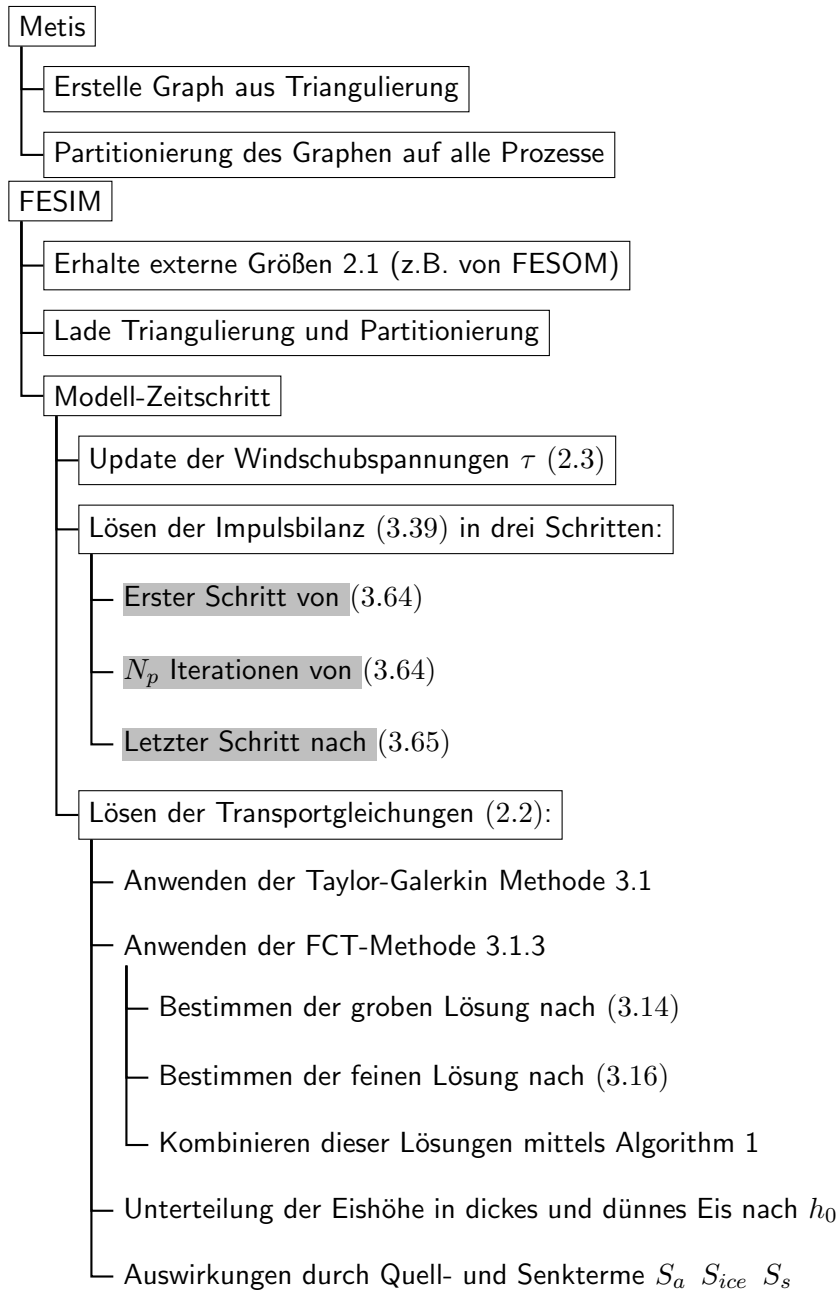 Metis
Erstelle Graph aus Triangulierung
Partitionierung des Graphen auf alle Prozesse
FESIM
Erhalte externe Größen 2.1 (z.B. von FESOM)
Lade Triangulierung und Partitionierung
Modell-Zeitschritt
Update der Windschubspannungen τ (2.3)
Lösen der Impulsbilanz (3.39) in drei Schritten:
Erster Schritt von (3.64)
N_p Iterationen von (3.64)
Letzter Schritt nach (3.65)
Lösen der Transportgleichungen (2.2):
Anwenden der Taylor-Galerkin Methode 3.1
Anwenden der FCT-Methode 3.1.3
Bestimmen der groben Lösung nach (3.14)
Bestimmen der feinen Lösung nach (3.16)
Kombinieren dieser Lösungen mittels Algorithm 1
Unterteilung der Eishöhe in dickes und dünnes Eis nach h_0
Auswirkungen durch Quell- und Senkterme S_a S_{ice} S_s